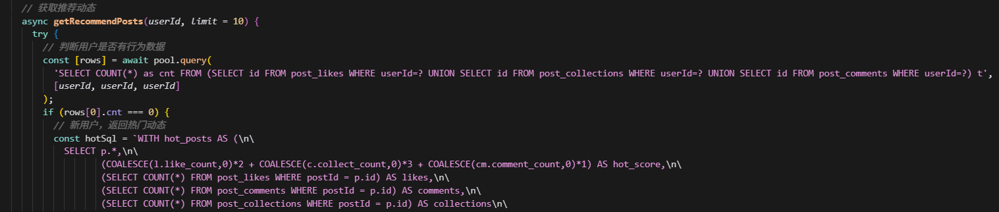 // 获取推荐动态
async getRecommendPosts(userId, limit = 10) {
try {
// 判断用户是否有行为数据
const [rows] = await pool.query(
'SELECT COUNT(*) as cnt FROM (SELECT id FROM post_likes WHERE userId=? UNION SELECT id FROM post_collections WHERE userId=? UNION SELECT id FROM post_comments WHERE userId=?) t',
[userId, userId, userId]
);
if (rows[0].cnt === 0) {
// 新用户，返回热门动态
const hotSql = `WITH hot_posts AS (\n\
SELECT p.*,\n\
(COALESCE(l.like_count,0)*2 + COALESCE(c.collect_count,0)*3 + COALESCE(cm.comment_count,0)*1) AS hot_score,\n\
(SELECT COUNT(*) FROM post_likes WHERE postId = p.id) AS likes,\n\
(SELECT COUNT(*) FROM post_comments WHERE postId = p.id) AS comments,\n\
(SELECT COUNT(*) FROM post_collections WHERE postId = p.id) AS collections\n\